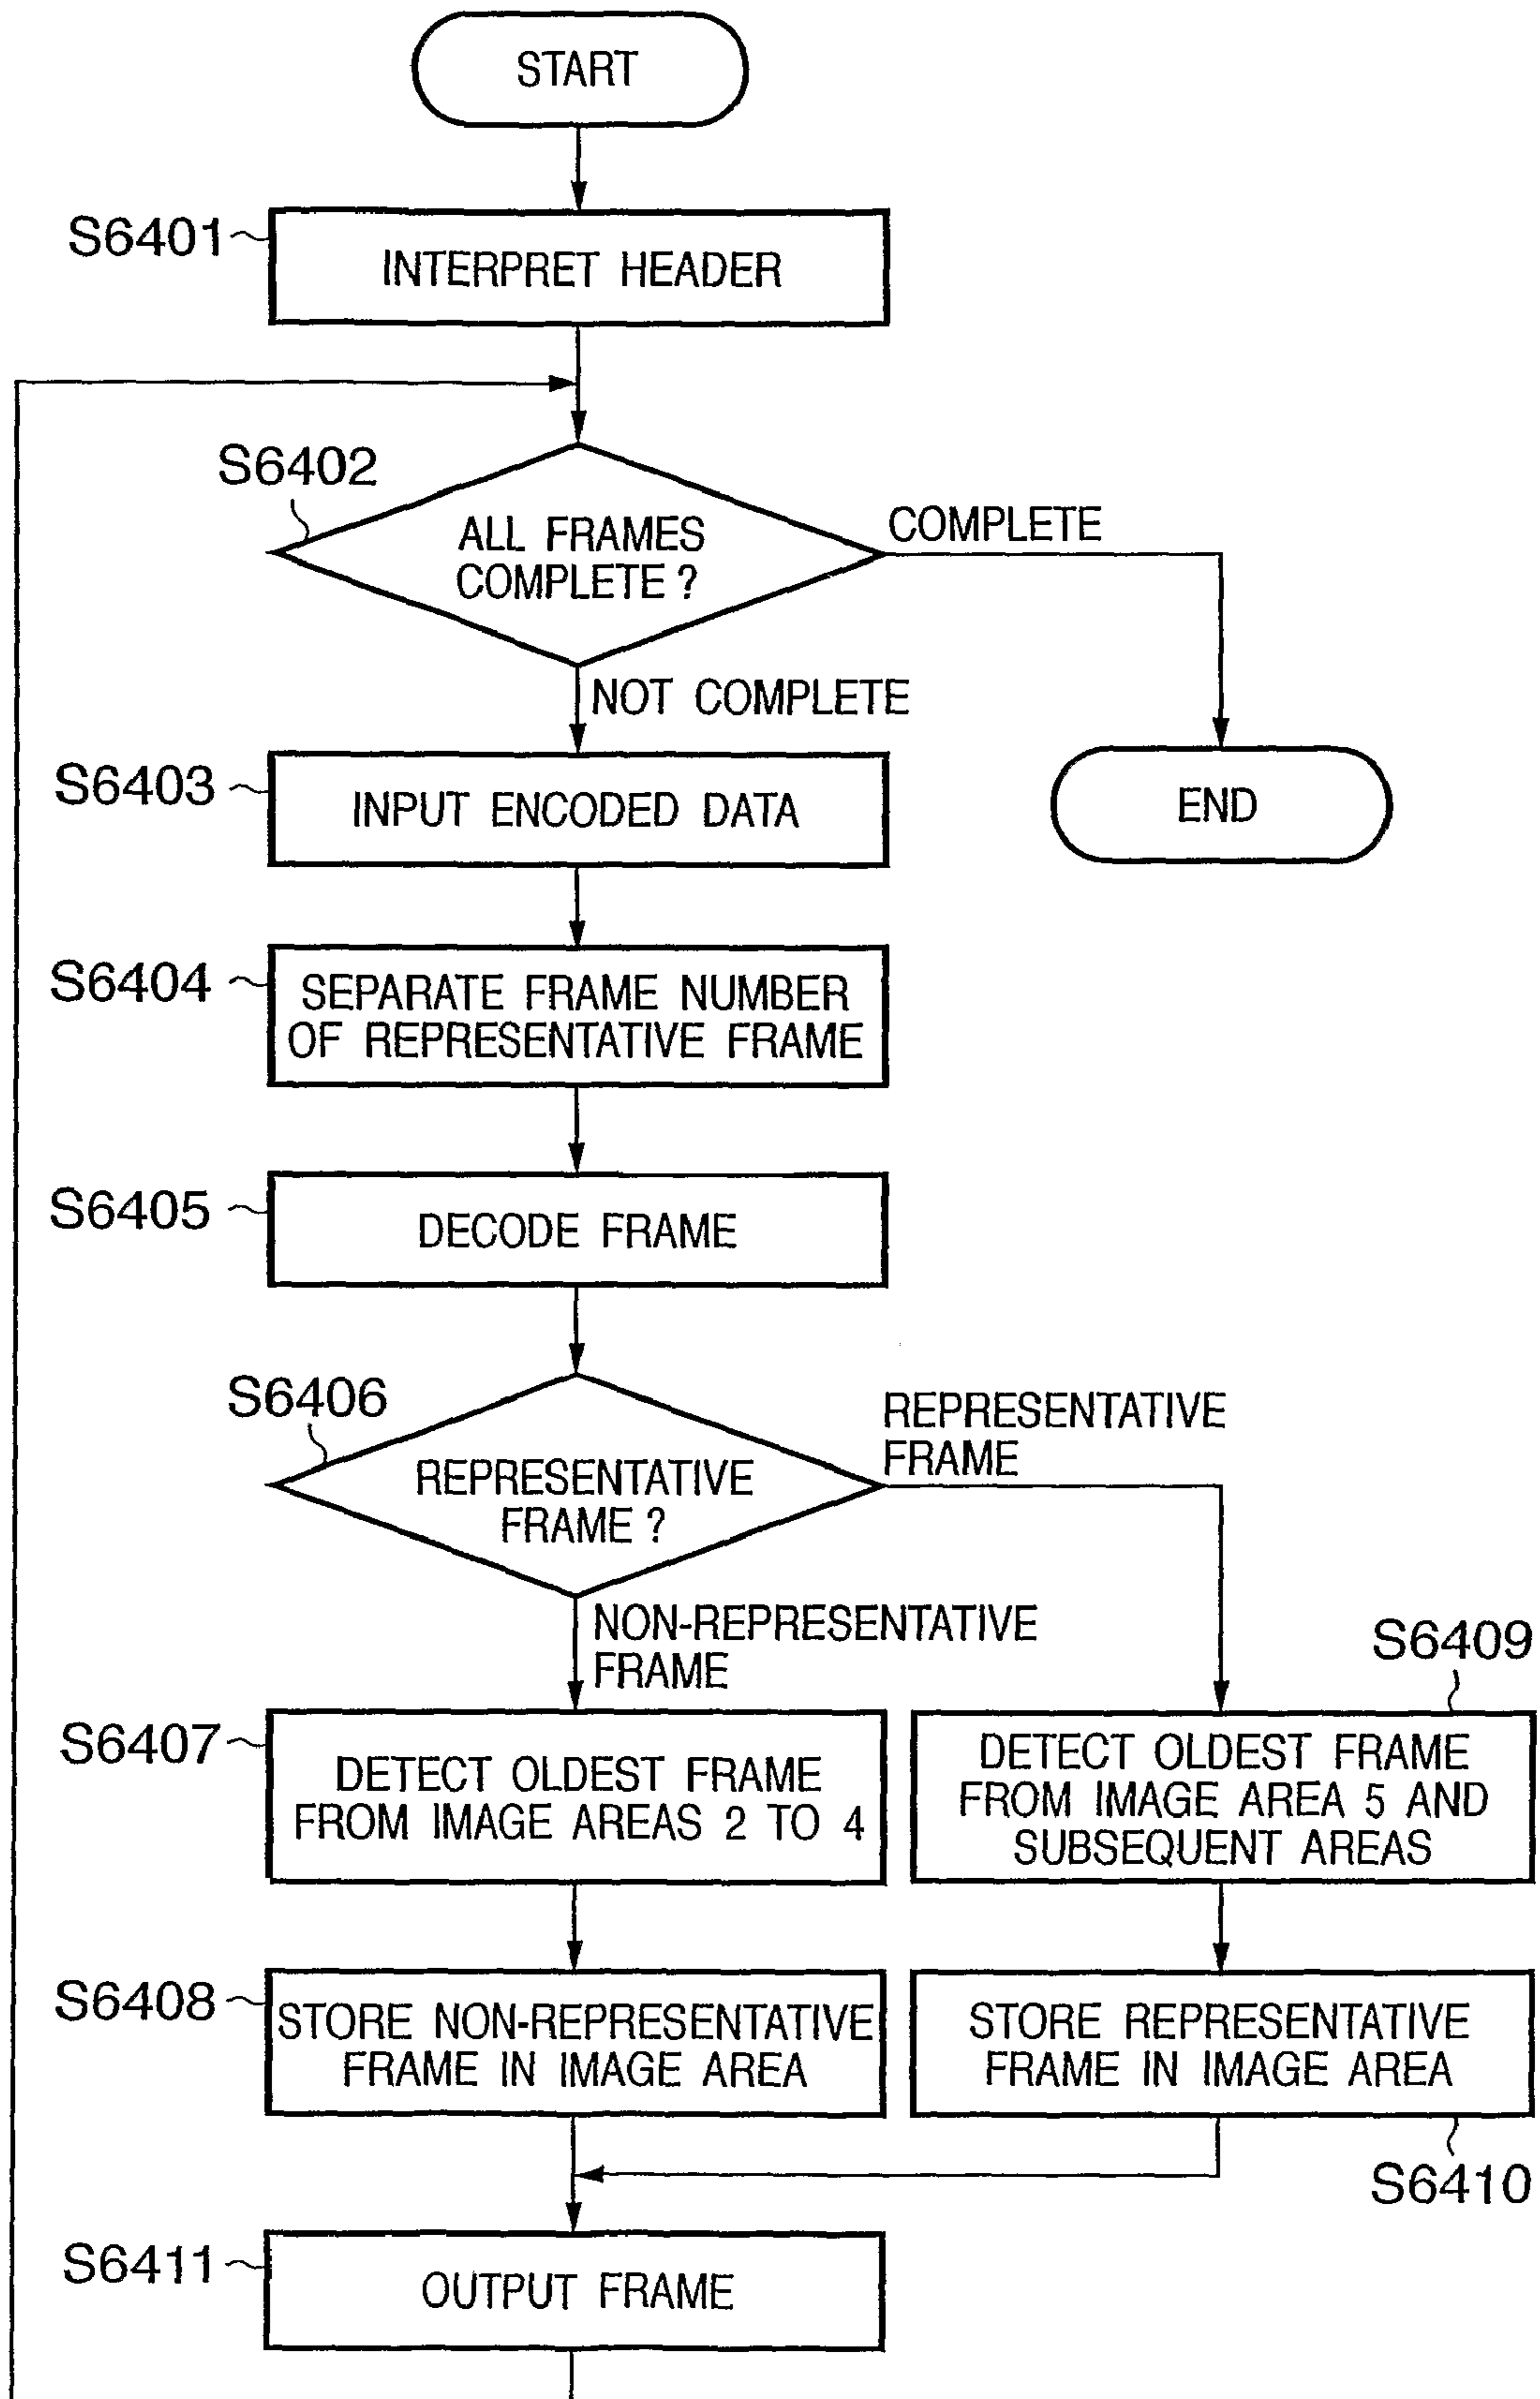 START
S6401
INTERPRET HEADER
S6402
ALL FRAMES
COMPLETE ?
COMPLETE
NOT COMPLETE
S6403
INPUT ENCODED DATA
END
S6404
SEPARATE FRAME NUMBER
OF REPRESENTATIVE FRAME
S6405
DECODE FRAME
S6406
REPRESENTATIVE
FRAME ?
REPRESENTATIVE
FRAME
NON-REPRESENTATIVE
FRAME
S6407
DETECT OLDEST FRAME
FROM IMAGE AREAS 2 TO 4
S6409
DETECT OLDEST FRAME
FROM IMAGE AREA 5 AND
SUBSEQUENT AREAS
S6408
STORE NON-REPRESENTATIVE
FRAME IN IMAGE AREA
STORE REPRESENTATIVE
FRAME IN IMAGE AREA
S6410
S6411
OUTPUT FRAME